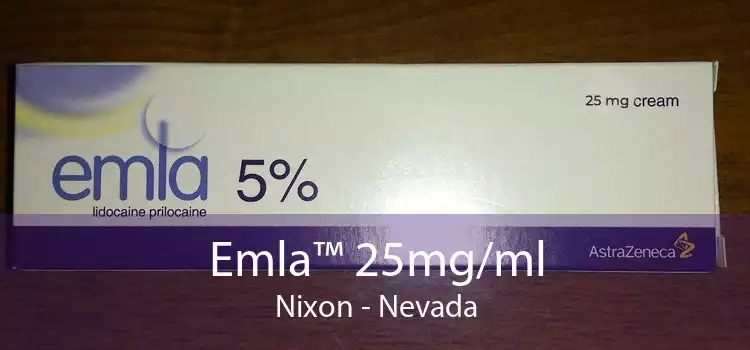 25 mg cream
emla 5%
lidocaine prilocaine
AstraZeneca
Emla™ 25mg/ml
Nixon - Nevada